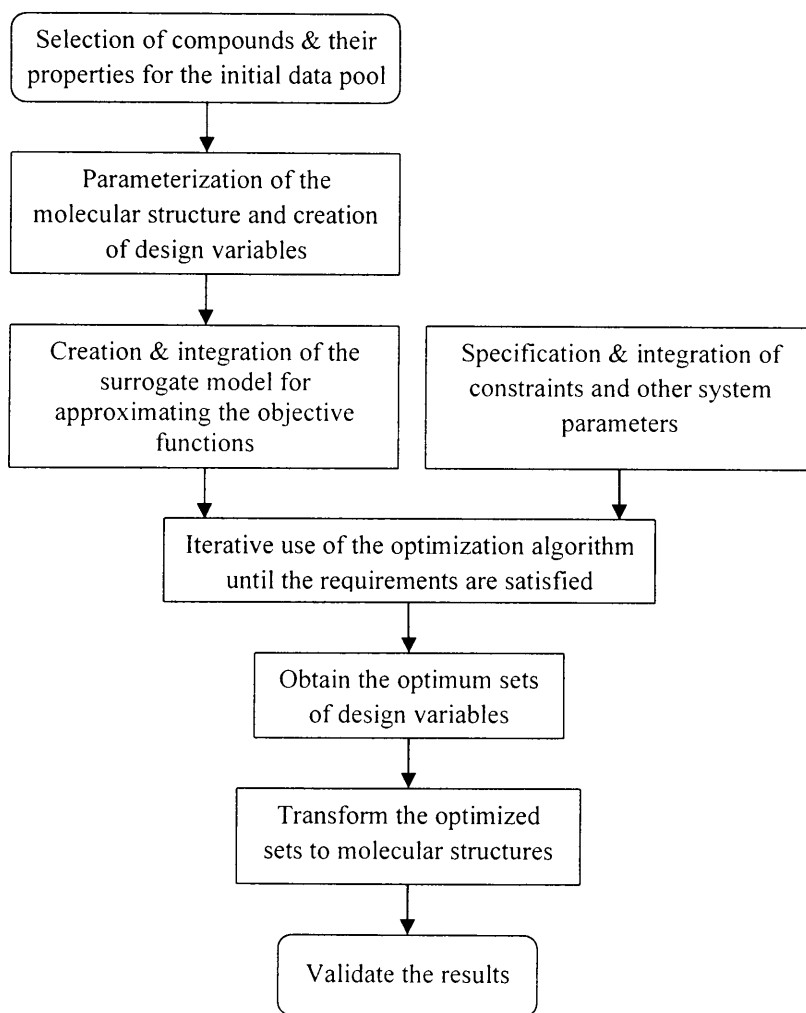 Selection of compounds & their
properties for the initial data pool
Parameterization of the
molecular structure and creation
of design variables
Creation & integration of the
surrogate model for
approximating the objective
functions
Specification & integration of
constraints and other system
parameters
Iterative use of the optimization algorithm
until the requirements are satisfied
Obtain the optimum sets
of design variables
Transform the optimized
sets to molecular structures
Validate the results